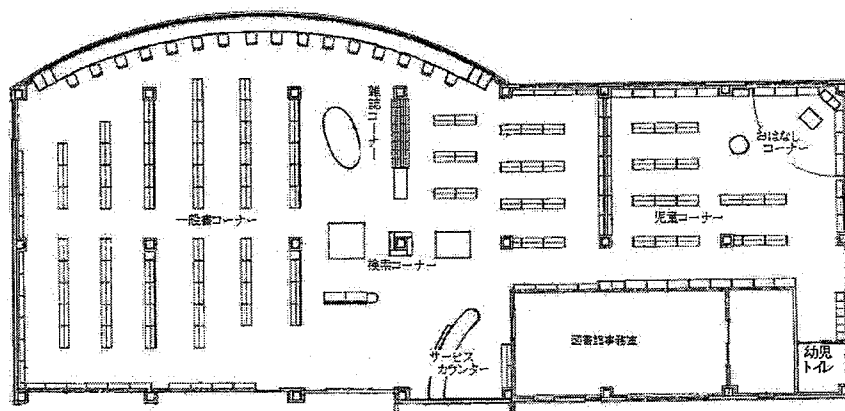 雑誌コーナー
おはなし
コーナー
一般書コーナー
児童コーナー
検索コーナー
サービス
カウンター
図書館事務室
幼児
トイレ